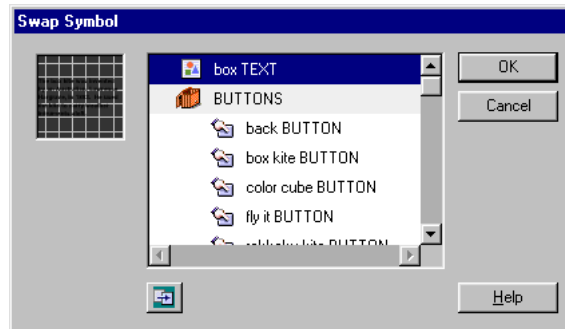 Swap Symbol
box TEXT
OK
BUTTONS
Cancel
back BUTTON
box kite BUTTON
color cube BUTTON
fly it BUTTON
Help